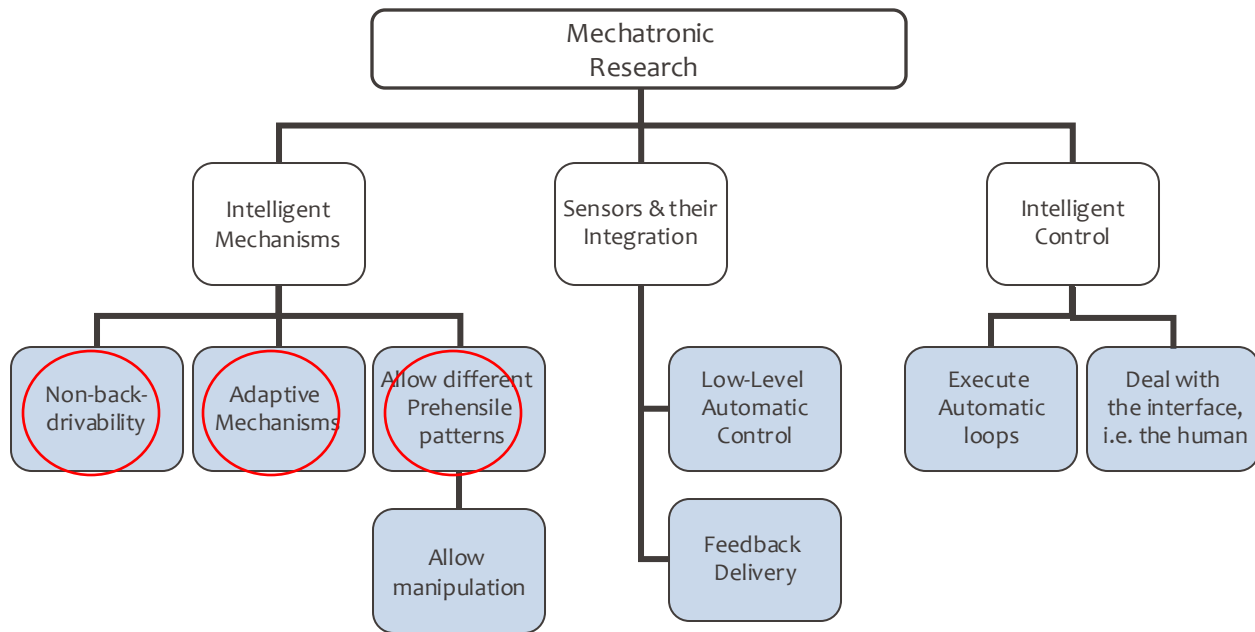 Mechatronic
Research
Intelligent
Mechanisms
Sensors & their
Integration
Intelligent
Control
Non-back-
drivability
Adaptive
Mechanisms
Allow different
Prehensile
patterns
Low-Level
Automatic
Control
Execute
Automatic
loops
Deal with
the interface,
i.e. the human
Allow
manipulation
Feedback
Delivery